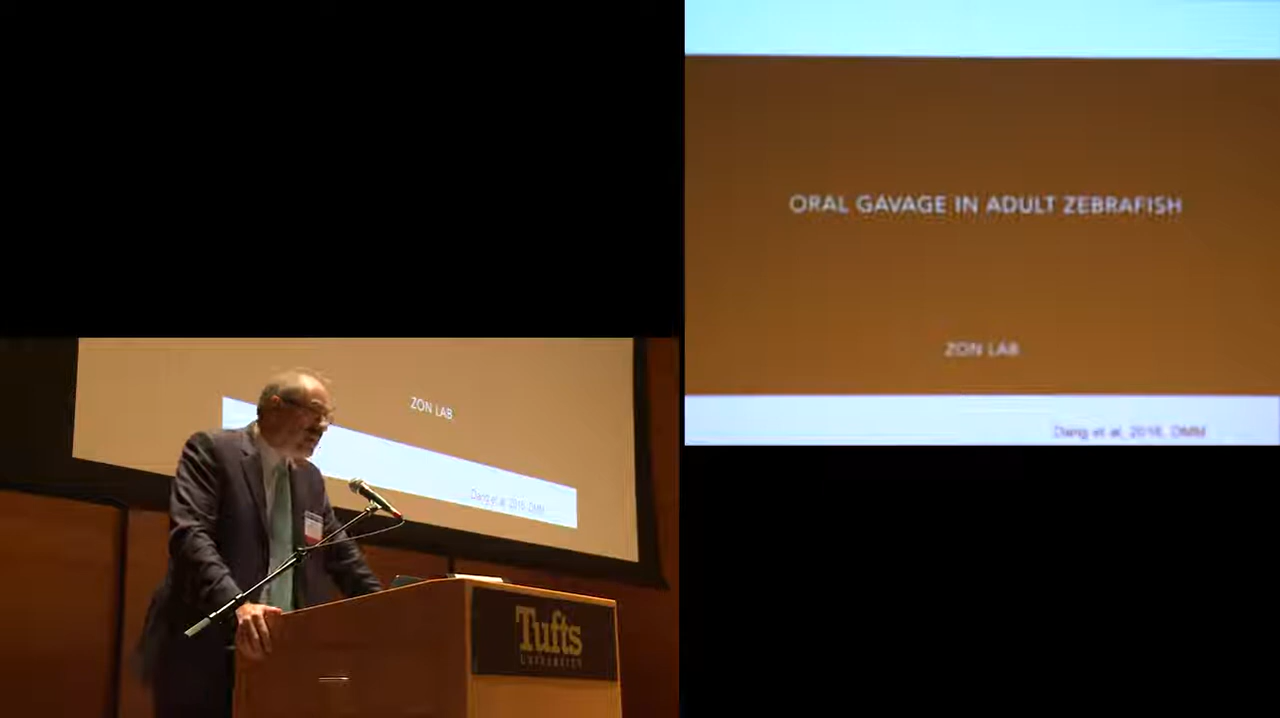 ORAL GAVAGE IN ADULT ZEBRAFISH
ZON LAB
Dang et al, 2016, DMM
ZON LAB
Dang et al, 2016, DMM
Tufts
UNIVERSITY